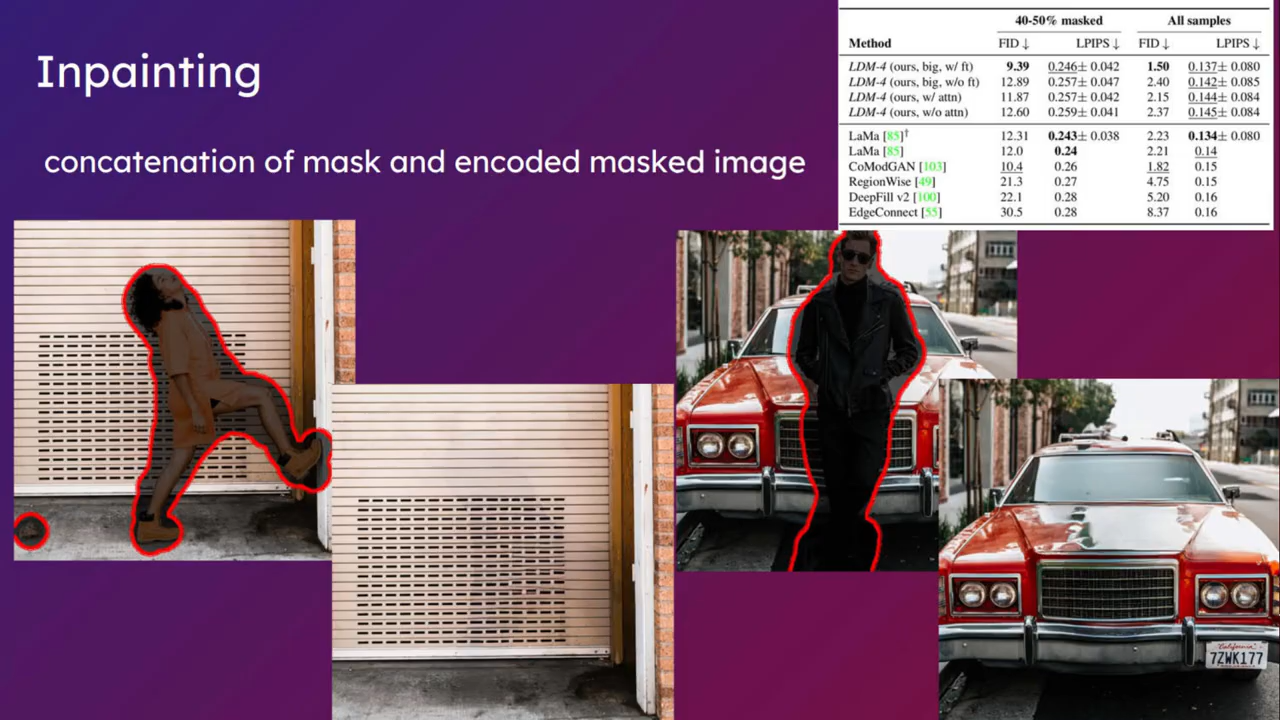 Inpainting
concatenation of mask and encoded masked image
40-50% masked All samples
Method FID ↓ LPIPS ↓ FID ↓ LPIPS ↓
LDM-4 (ours, big, w/ ft) 9.39 0.246± 0.042 1.50 0.137± 0.080
LDM-4 (ours, big, w/o ft) 12.89 0.257± 0.047 2.40 0.142± 0.085
LDM-4 (ours, w/ attn) 11.87 0.257± 0.042 2.15 0.144± 0.084
LDM-4 (ours, w/o attn) 12.60 0.259± 0.041 2.37 0.145± 0.084
LaMa [85]† 12.31 0.243± 0.038 2.23 0.134± 0.080
LaMa [85] 12.0 0.24 2.21 0.14
CoModGAN [103] 10.4 0.26 1.82 0.15
RegionWise [49] 21.3 0.27 4.75 0.15
DeepFill v2 [100] 22.1 0.28 5.20 0.16
EdgeConnect [55] 30.5 0.28 8.37 0.16
California
7ZWK177